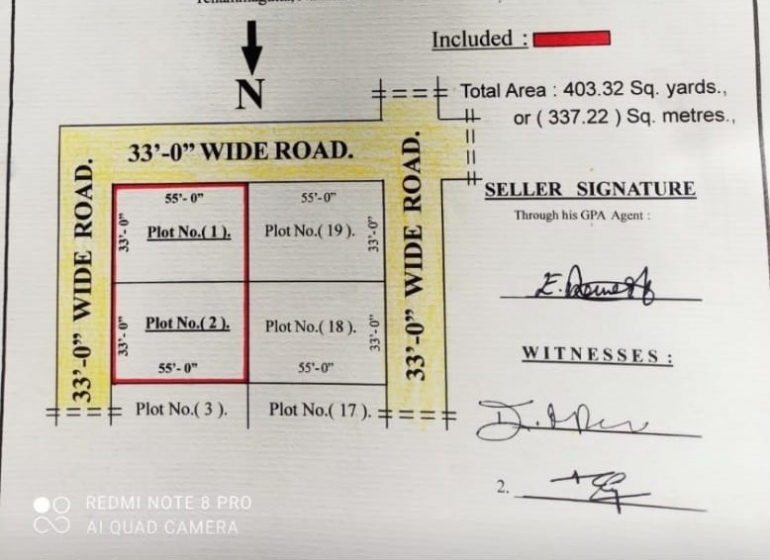 Included :
N
Total Area : 403.32 Sq. yards.,
or ( 337.22 ) Sq. metres.,
33'-0" WIDE ROAD.
33'-0" WIDE ROAD.
33'-0" WIDE ROAD.
55'- 0"
55'-0"
33'- 0"
Plot No.( 1 ).
Plot No.( 19 ).
33'-0"
33'-0"
Plot No.( 2 ).
Plot No.( 18 ).
33'-0"
55'- 0"
55'-0"
Plot No.( 3 ).
Plot No.( 17 ).
SELLER SIGNATURE
Through his GPA Agent :
WITNESSES :
2.
REDMI NOTE 8 PRO
AI QUAD CAMERA